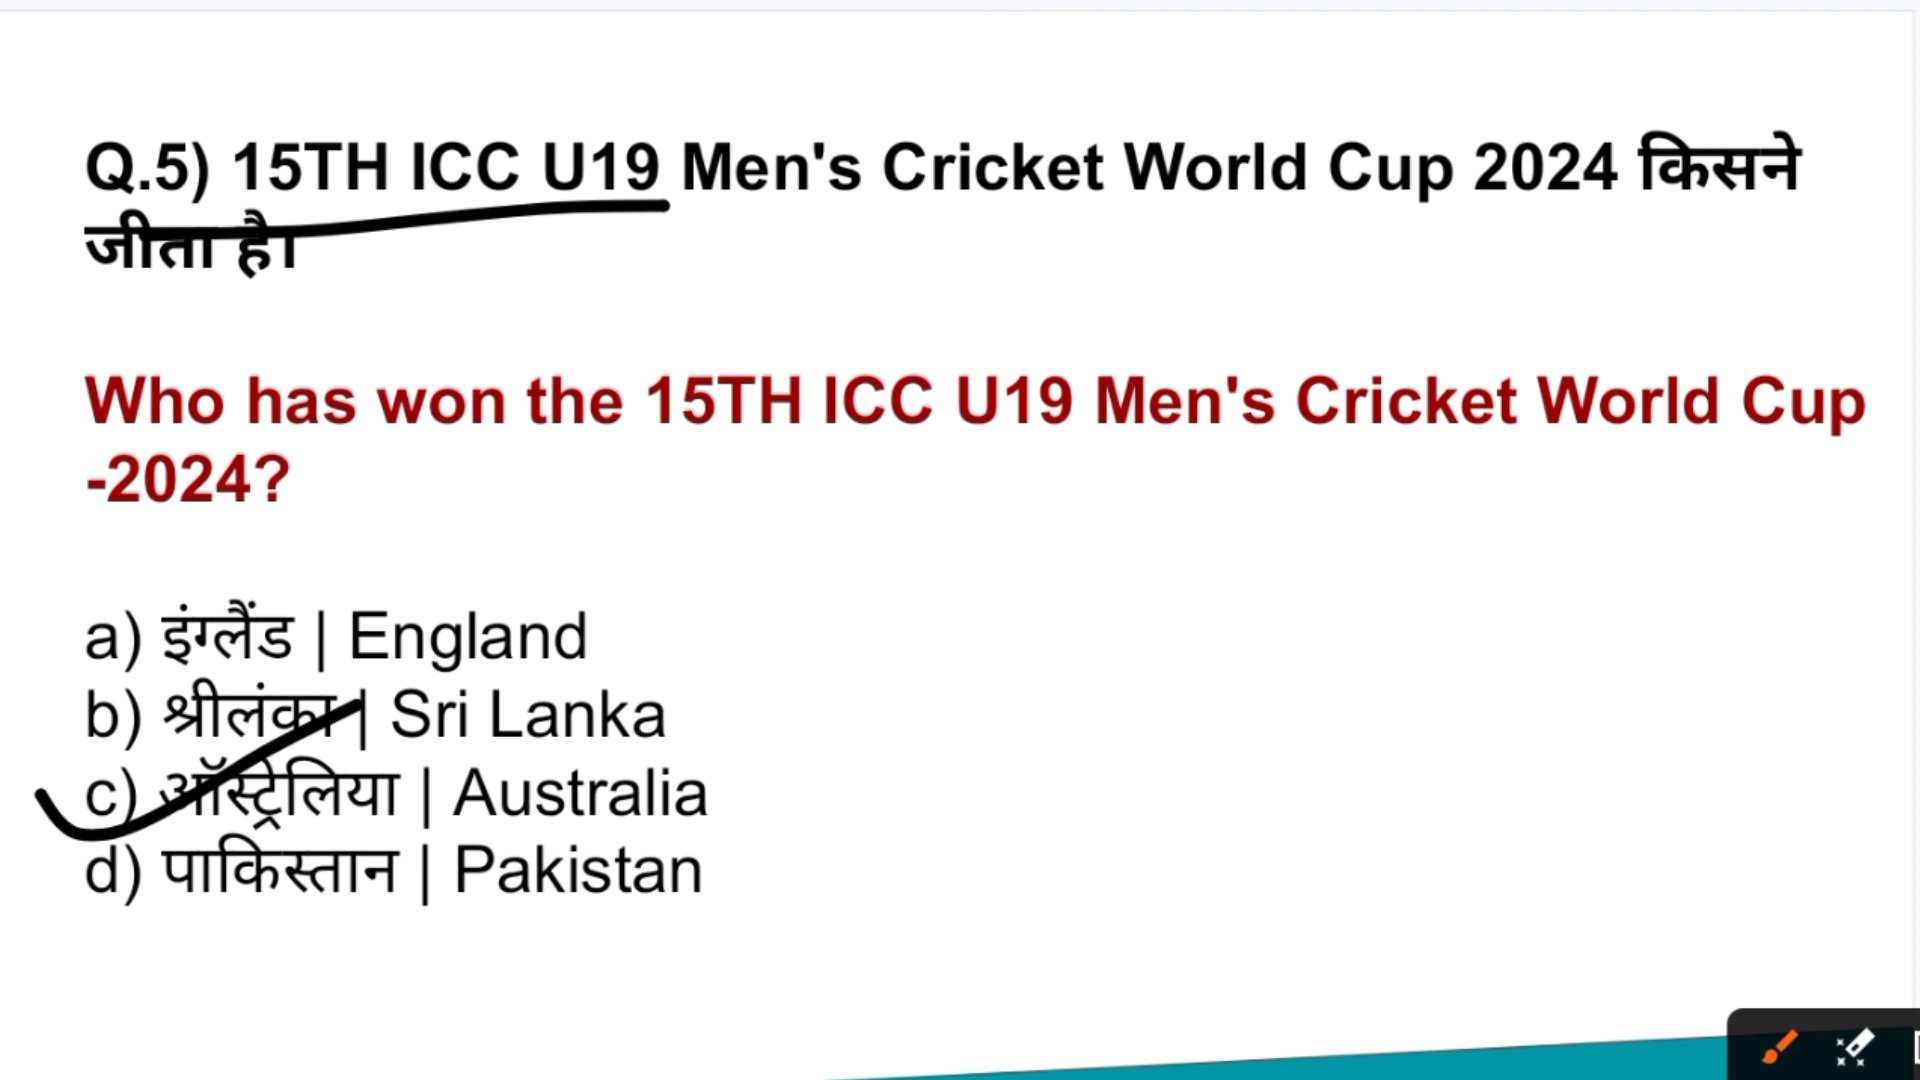 Q.5) 15TH ICC U19 Men's Cricket World Cup 2024 किसने
जीता है।
Who has won the 15TH ICC U19 Men's Cricket World Cup
-2024?
a) इंग्लैंड | England
b) श्रीलंका | Sri Lanka
c) ऑस्ट्रेलिया | Australia
d) पाकिस्तान | Pakistan